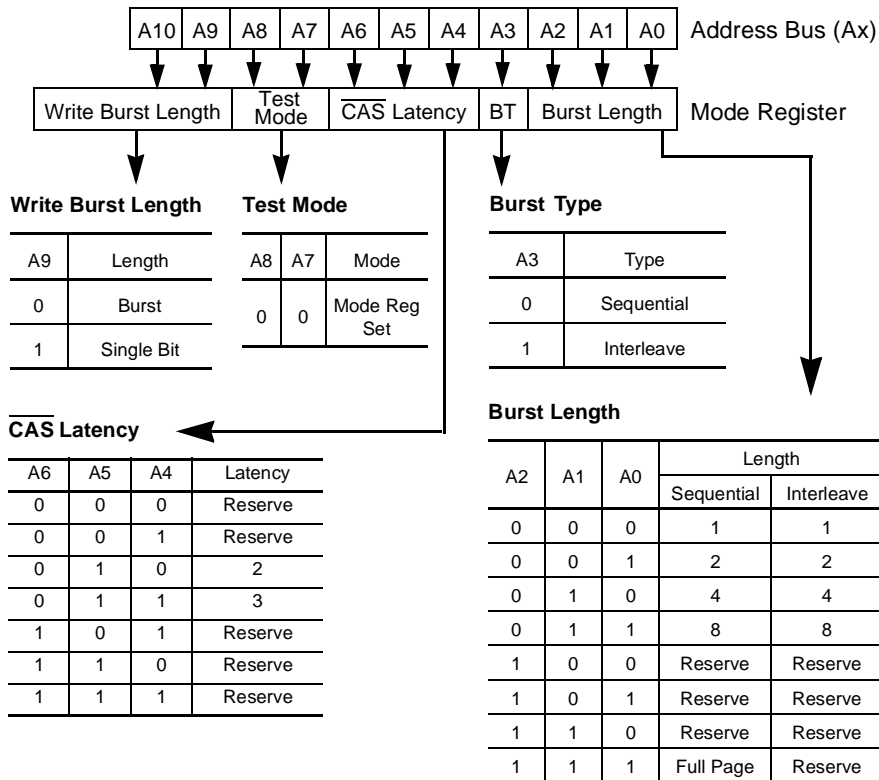 A10 A9 A8 A7 A6 A5 A4 A3 A2 A1 A0 Address Bus (Ax)
Write Burst Length Test Mode CAS Latency BT Burst Length Mode Register
Write Burst Length
A9 Length
0 Burst
1 Single Bit
Test Mode
A8 A7 Mode
0 0 Mode Reg Set
Burst Type
A3 Type
0 Sequential
1 Interleave
CAS Latency
A6 A5 A4 Latency
0 0 0 Reserve
0 0 1 Reserve
0 1 0 2
0 1 1 3
1 0 1 Reserve
1 1 0 Reserve
1 1 1 Reserve
Burst Length
A2 A1 A0 Length
Sequential Interleave
0 0 0 1 1
0 0 1 2 2
0 1 0 4 4
0 1 1 8 8
1 0 0 Reserve Reserve
1 0 1 Reserve Reserve
1 1 0 Reserve Reserve
1 1 1 Full Page Reserve